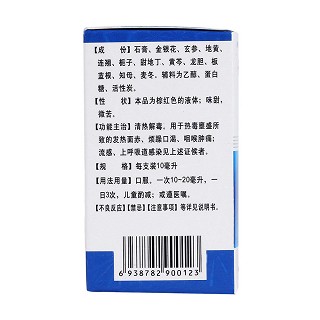 【成　份】石膏、金银花、玄参、地黄、
连翘、栀子、甜地丁、黄芩、龙胆、板
蓝根、知母、麦冬。辅料为乙醇、蛋白
糖、活性炭。
【性　状】本品为棕红色的液体；味甜，
微苦。
【功能主治】清热解毒。用于热毒壅盛所
致的发热面赤，烦躁口渴，咽喉肿痛；
流感、上呼吸道感染见上述证候者。
【规　格】每支装10毫升
【用法用量】口服。一次10~20毫升，一
日3次，儿童酌减；或遵医嘱。
【不良反应】【禁忌】【注意事项】等详见说明书。
6 938782 900123